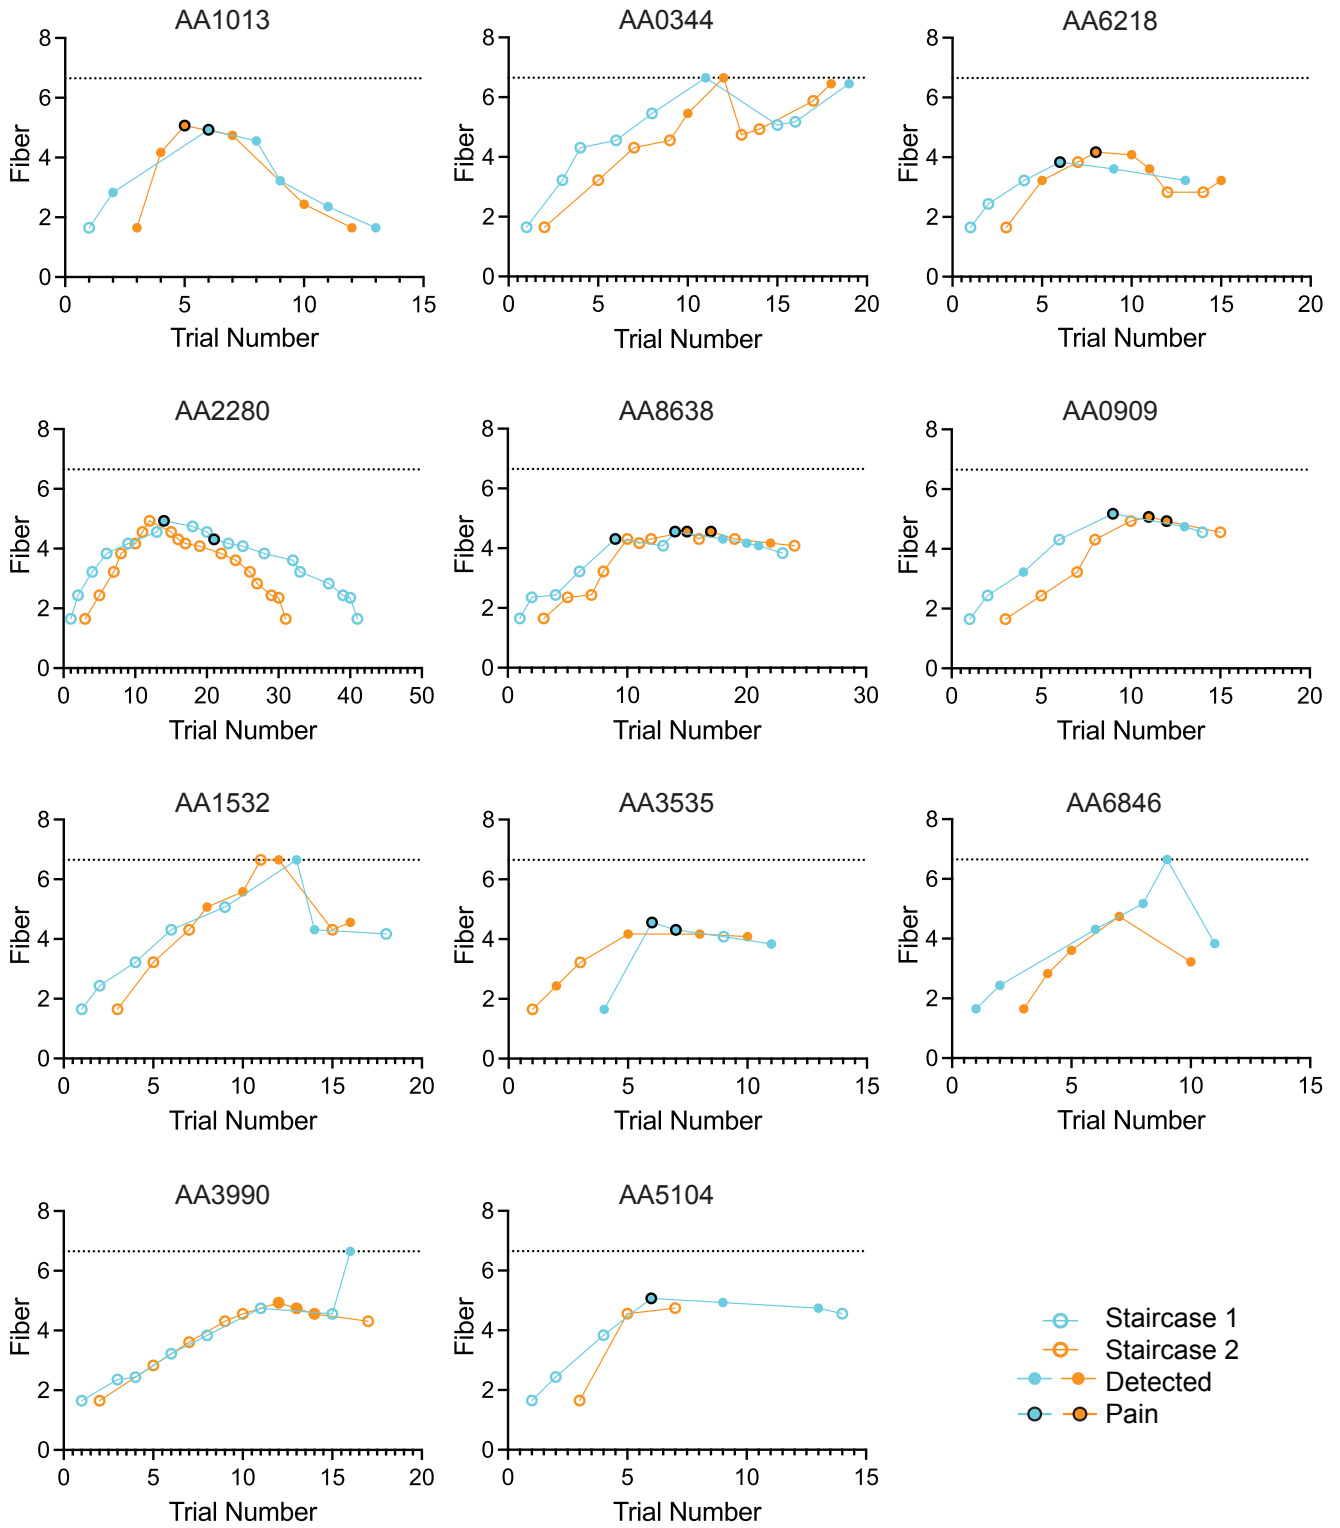 AA1013
8
6
4
2
0
Fiber
0 5 10 15
Trial Number
AA0344
8
6
4
2
0
Fiber
0 5 10 15 20
Trial Number
AA6218
8
6
4
2
0
Fiber
0 5 10 15 20
Trial Number
AA2280
8
6
4
2
0
Fiber
0 10 20 30 40 50
Trial Number
AA8638
8
6
4
2
0
Fiber
0 10 20 30
Trial Number
AA0909
8
6
4
2
0
Fiber
0 5 10 15 20
Trial Number
AA1532
8
6
4
2
0
Fiber
0 5 10 15 20
Trial Number
AA3535
8
6
4
2
0
Fiber
0 5 10 15
Trial Number
AA6846
8
6
4
2
0
Fiber
0 5 10 15
Trial Number
AA3990
8
6
4
2
0
Fiber
0 5 10 15 20
Trial Number
AA5104
8
6
4
2
0
Fiber
0 5 10 15
Trial Number
Staircase 1
Staircase 2
Detected
Pain